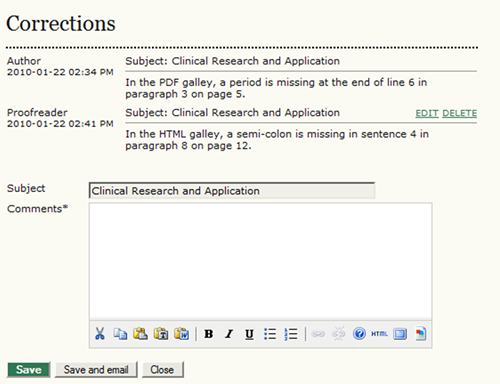 Corrections
Author
2010-01-22 02:34 PM
Subject: Clinical Research and Application
In the PDF galley, a period is missing at the end of line 6 in
paragraph 3 on page 5.
Proofreader
2010-01-22 02:41 PM
Subject: Clinical Research and Application
EDIT DELETE
In the HTML galley, a semi-colon is missing in sentence 4 in
paragraph 8 on page 12.
Subject
Clinical Research and Application
Comments*
B I U HTML
Save Save and email Close